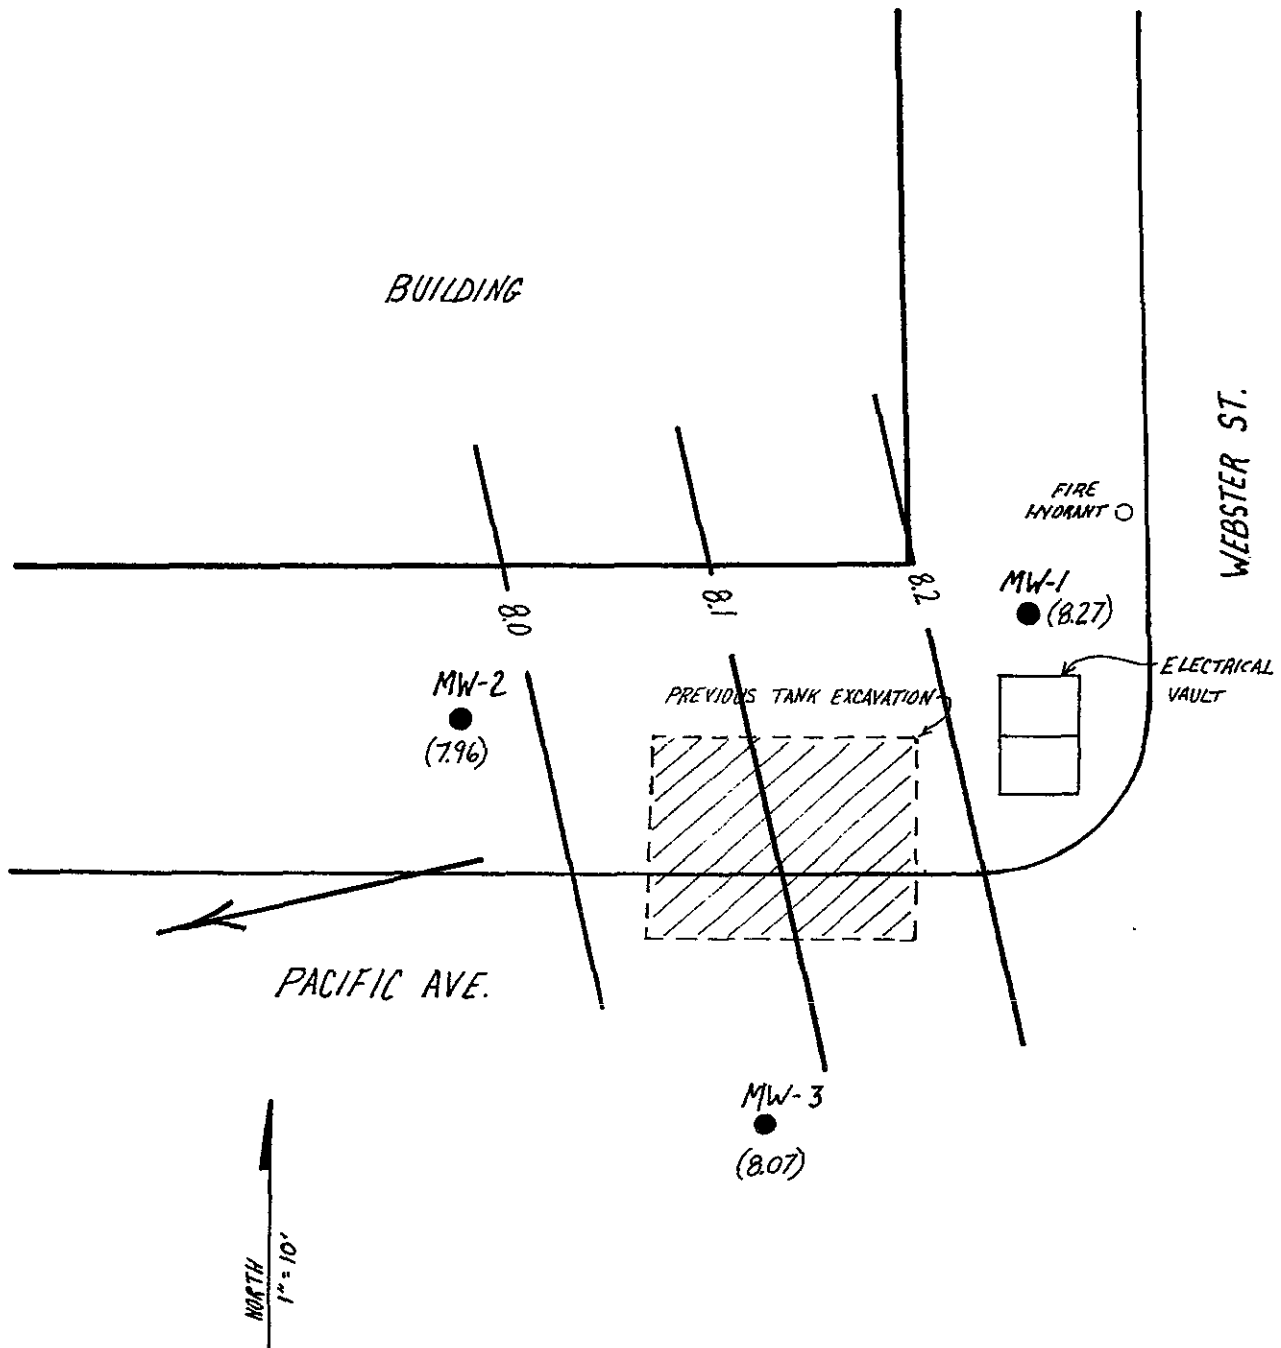 BUILDING
WEBSTER ST.
FIRE
HYDRANT
MW-1
(8.27)
8.0
8.1
8.2
ELECTRICAL
VAULT
MW-2
(7.96)
PREVIOUS TANK EXCAVATION
PACIFIC AVE.
MW-3
(8.07)
NORTH
1" = 10'